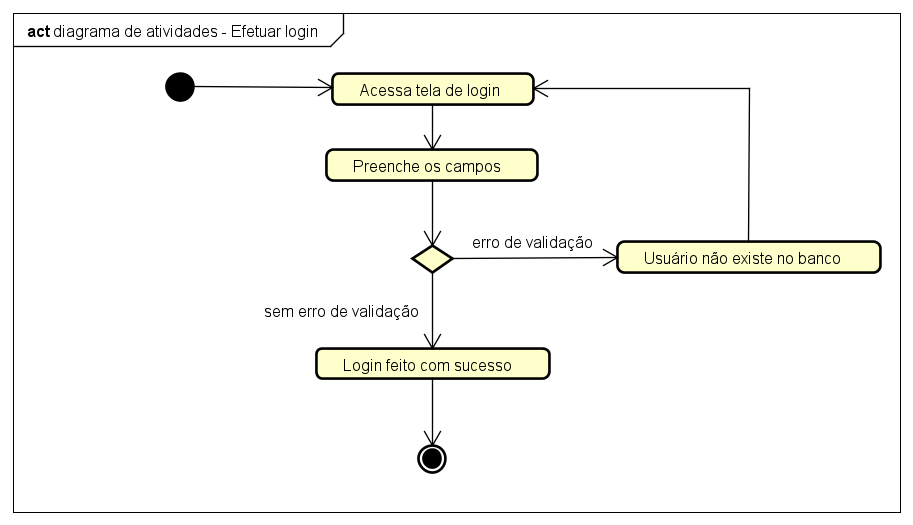 act diagrama de atividades - Efetuar login
Acessa tela de login
Preenche os campos
erro de validação
Usuário não existe no banco
sem erro de validação
Login feito com sucesso